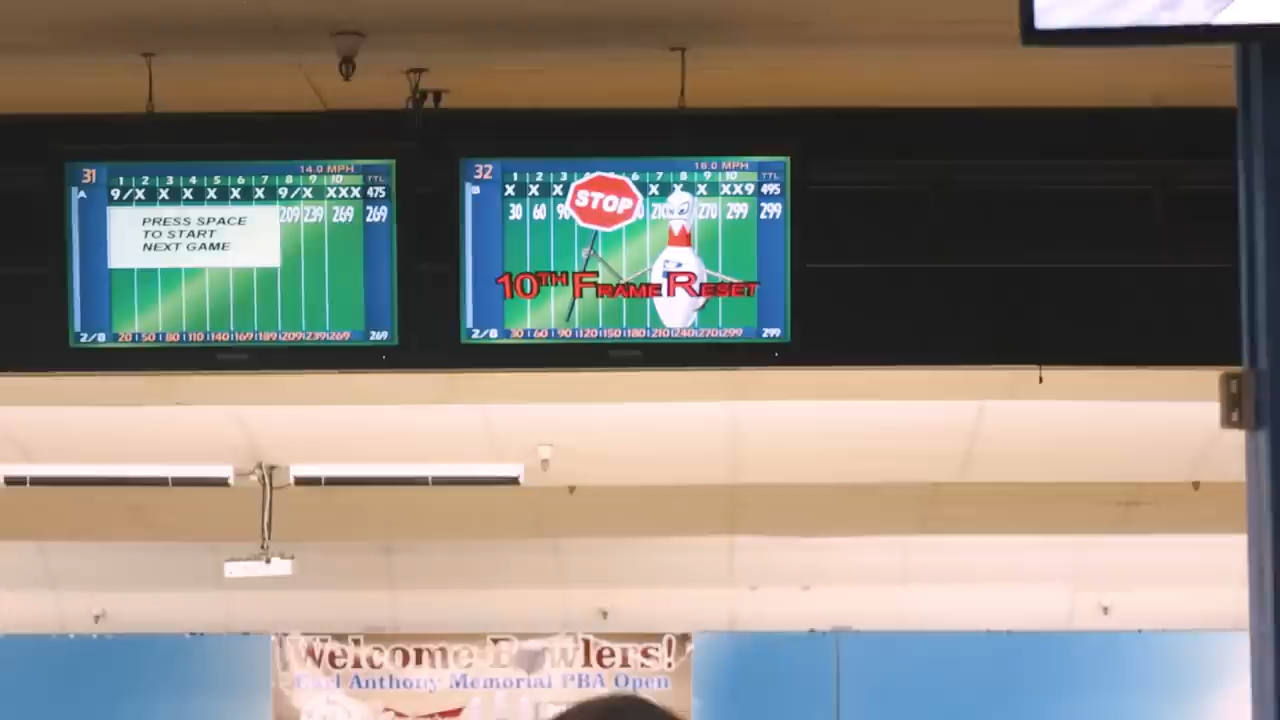 31 14.0 MPH
1 2 3 4 5 6 7 8 9 10 TTL
A 9/ X X X X X X 9/ X XXX 475
209 239 269 269
PRESS SPACE
TO START
NEXT GAME
2/8 20 50 80 110 140 169 189 209 239 269 269
32 16.0 MPH
1 2 3 6 7 8 9 10 TTL
B X X X X X X XX9 495
30 60 270 299 299
STOP
10TH FRAME RESET
2/8 30 60 90 120 150 180 210 240 270 299 299
Welcome Bowlers!
Earl Anthony Memorial PBA Open